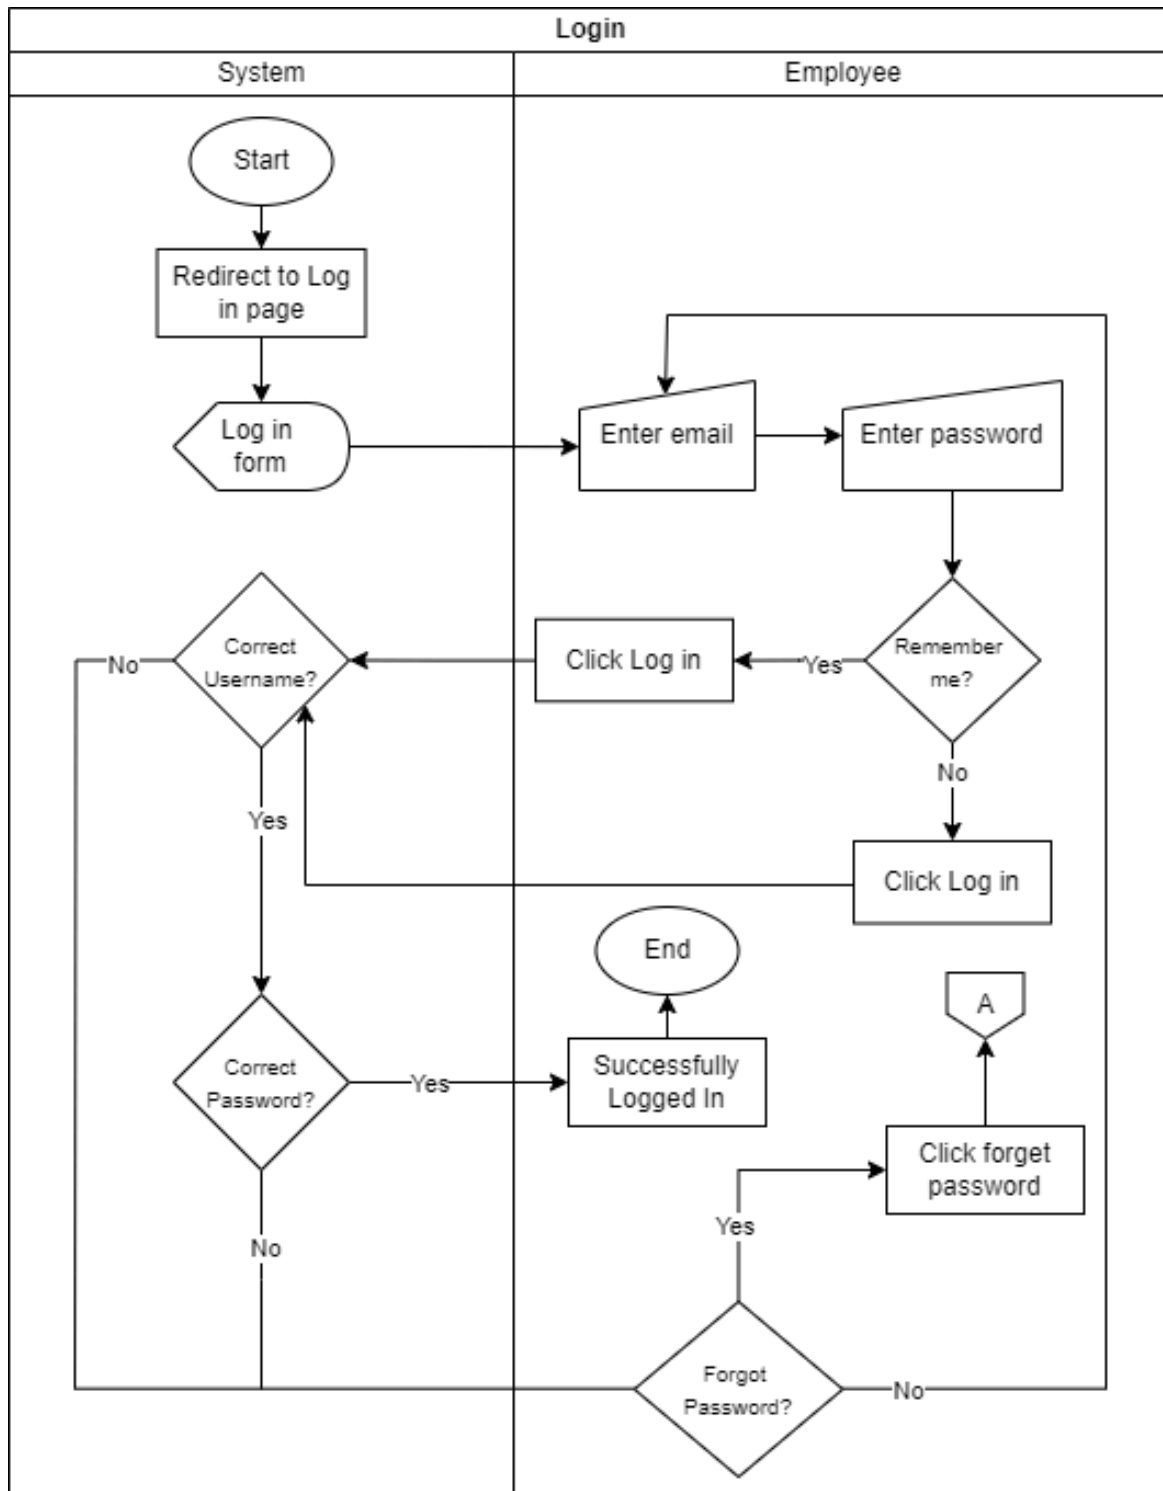 Login
System
Employee
Start
Redirect to Log
in page
Log in
form
Enter email
Enter password
Correct
Username?
No
Click Log in
Yes
Remember
me?
No
Yes
Click Log in
End
A
Correct
Password?
Yes
Successfully
Logged In
Click forget
password
Yes
No
Forgot
Password?
No